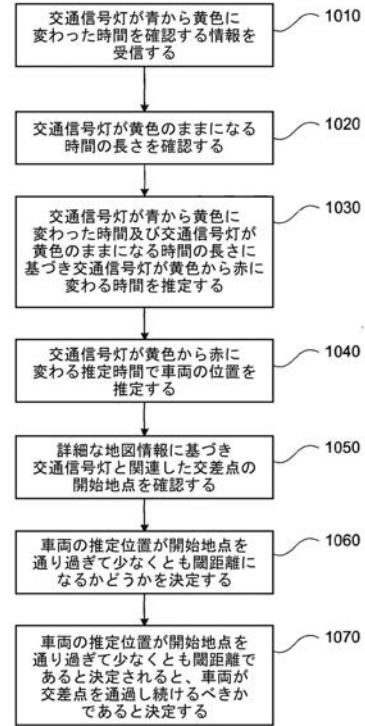 交通信号灯が青から黄色に
変わった時間を確認する情報を
受信する
1010
交通信号灯が黄色のままになる
時間の長さを確認する
1020
交通信号灯が青から黄色に
変わった時間及び交通信号灯が
黄色のままになる時間の長さに
基づき交通信号灯が黄色から赤に
変わる時間を推定する
1030
交通信号灯が黄色から赤に
変わる推定時間で車両の位置を
推定する
1040
詳細な地図情報に基づき
交通信号灯と関連した交差点の
開始地点を確認する
1050
車両の推定位置が開始地点を
通り過ぎて少なくとも閾距離に
なるかどうかを決定する
1060
車両の推定位置が開始地点を
通り過ぎて少なくとも閾距離で
あると決定されると、車両が
交差点を通過し続けるべきか
であると決定する
1070